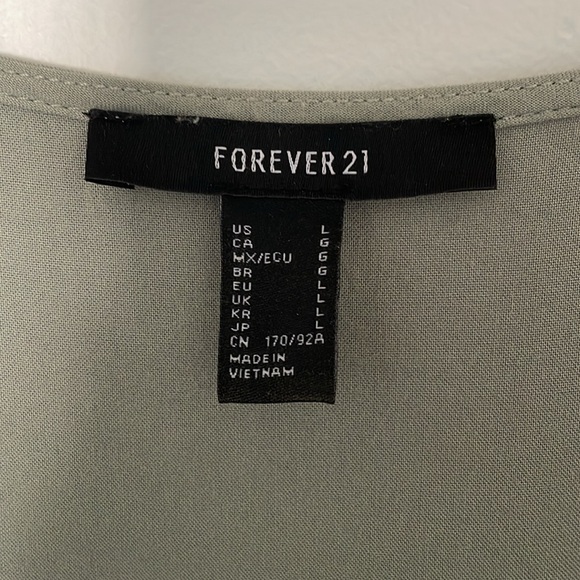 FOREVER 21
US L
CA G
MX/ECU G
BR G
EU L
UK L
KR L
JP L
CN 170/92A
MADE IN
VIETNAM